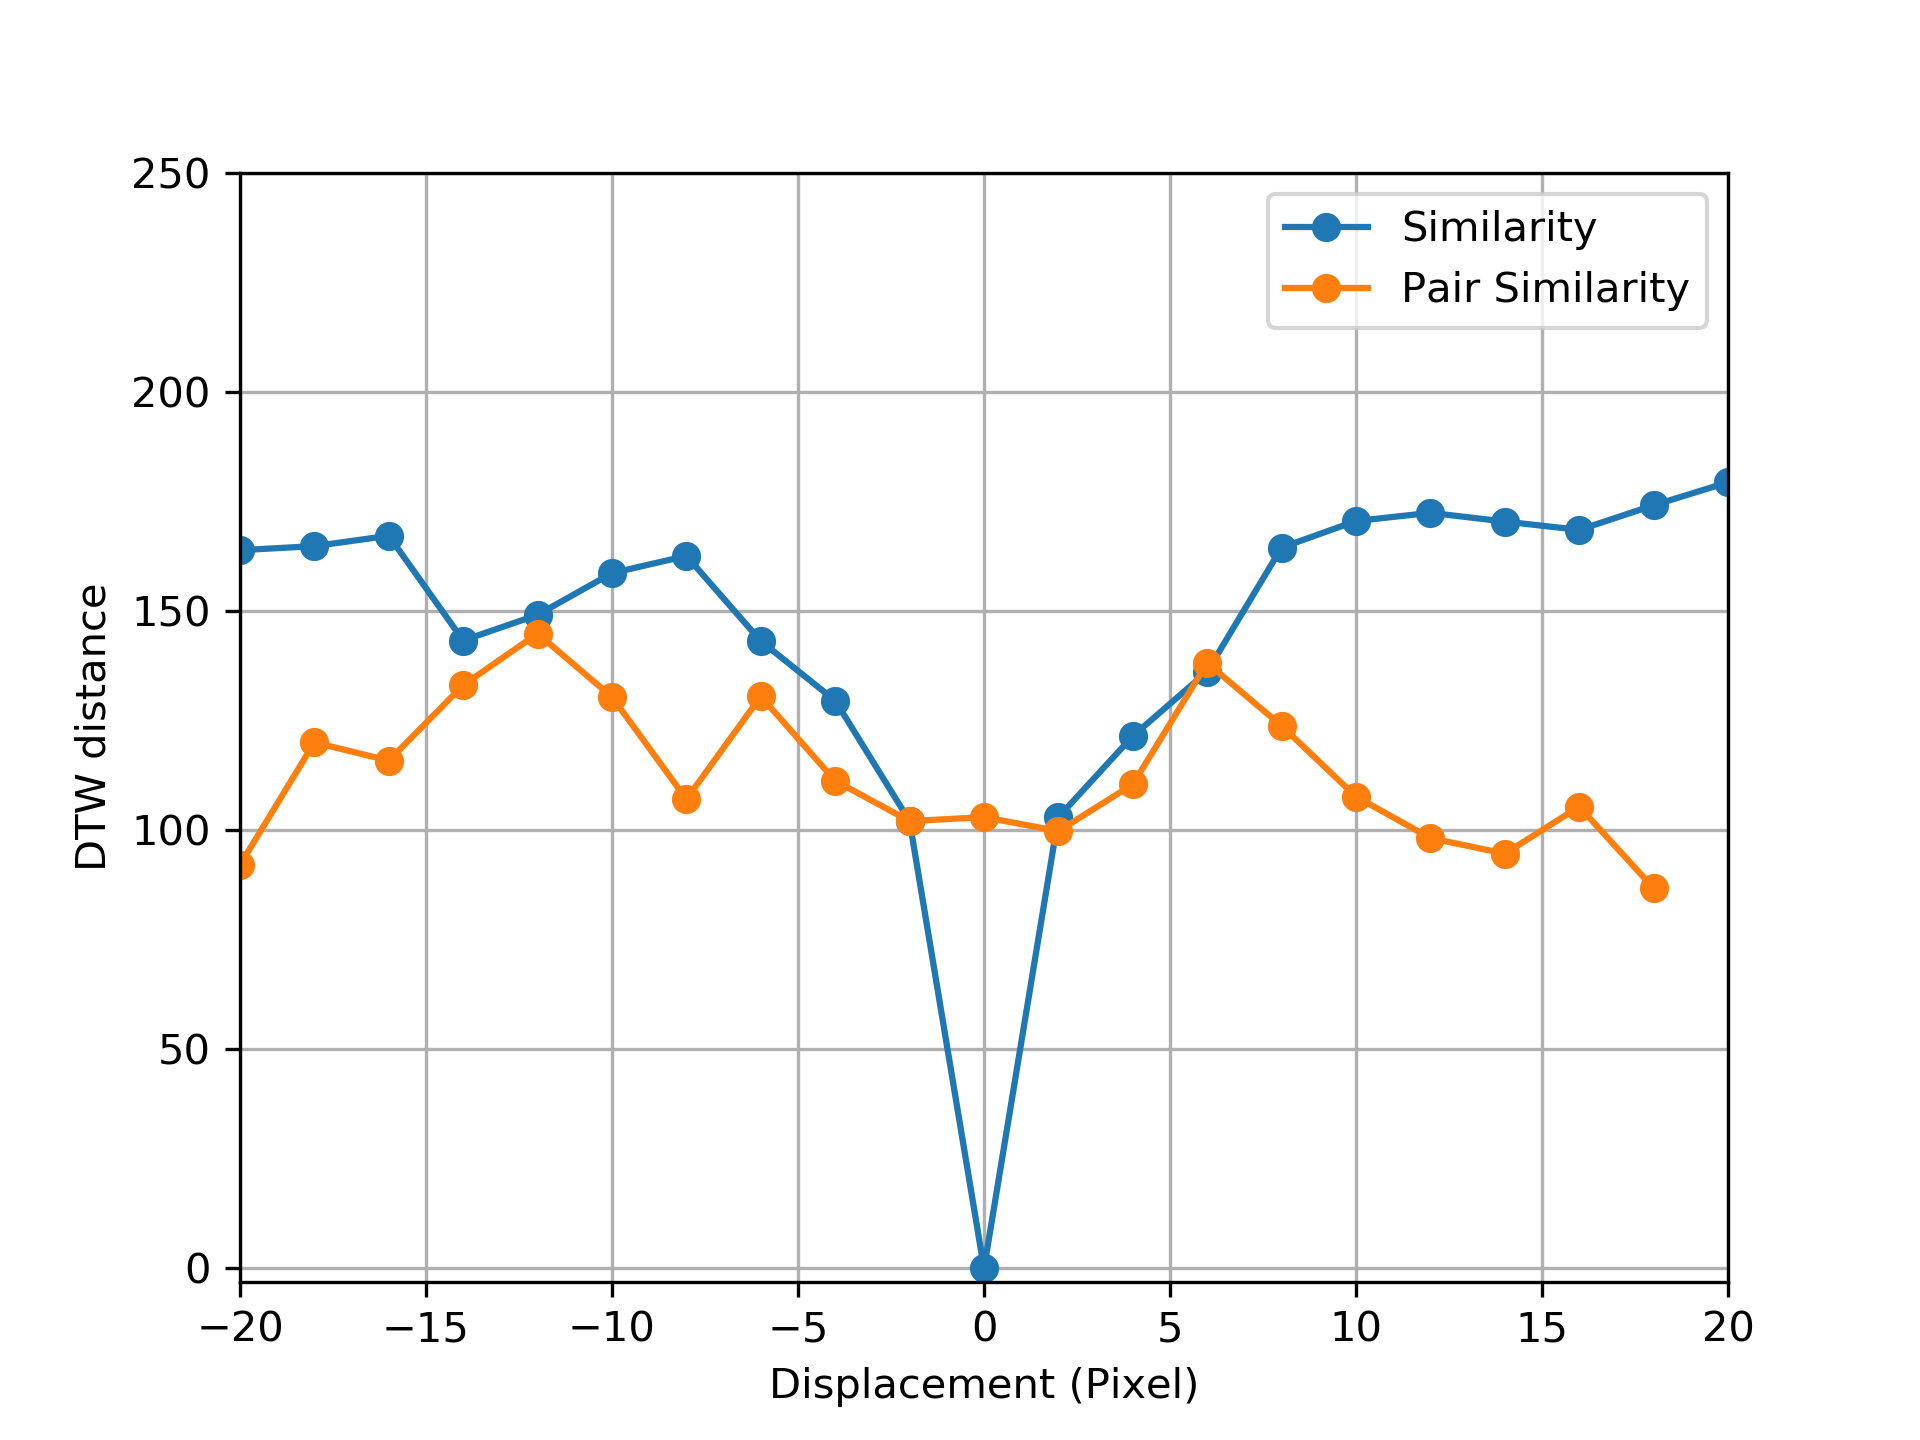 Similarity
Pair Similarity
250
200
150
100
50
0
DTW distance
−20 −15 −10 −5 0 5 10 15 20
Displacement (Pixel)